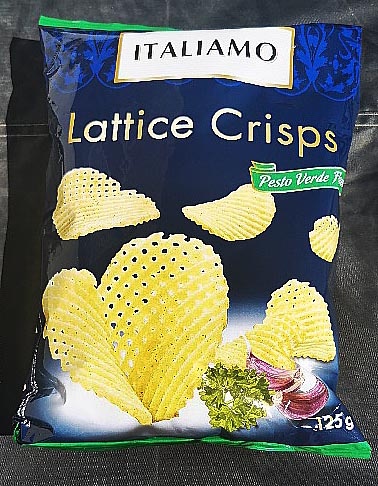 ITALIAMO
Lattice Crisps
Pesto Verde
125g